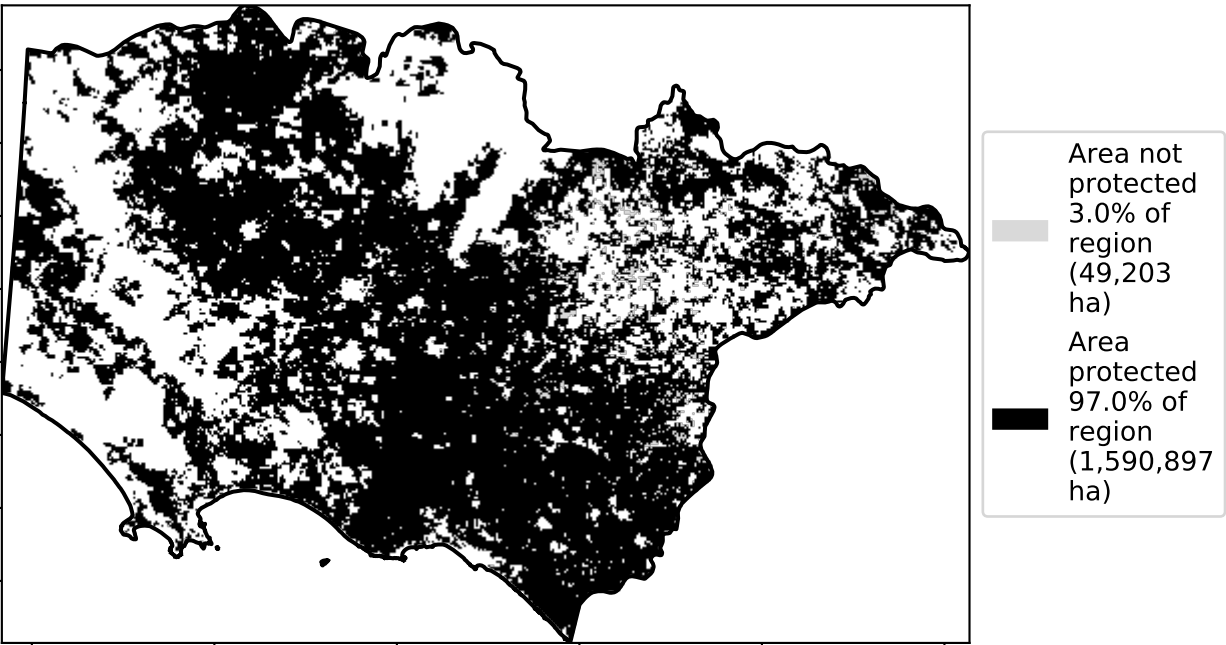 Area not
protected
3.0% of
region
(49,203
ha)
Area
protected
97.0% of
region
(1,590,897
ha)